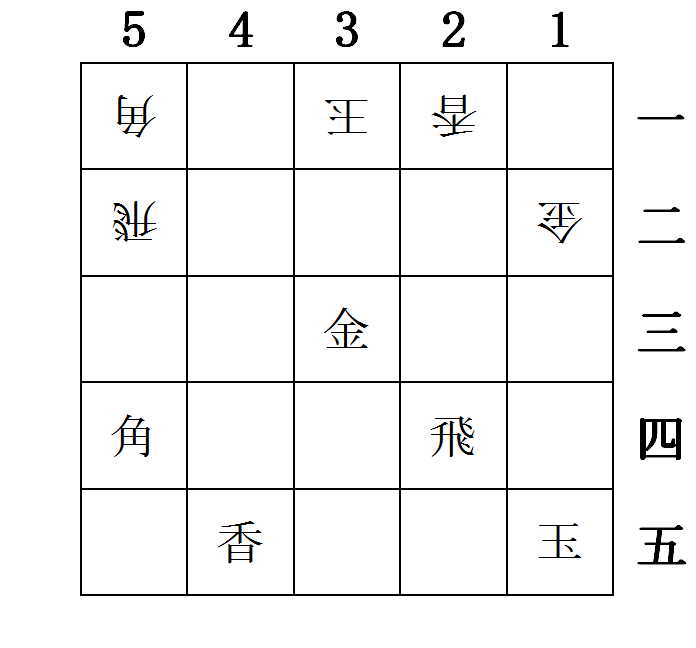 5 4 3 2 1
角 王 香 一
飛 金 二
金 三
角 飛 四
香 玉 五